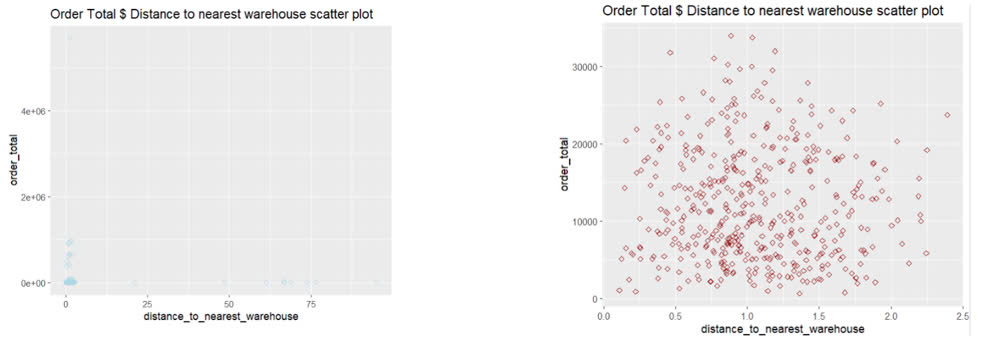 Order Total $ Distance to nearest warehouse scatter plot
order_total
4e+06
2e+06
0e+00
0
25
50
75
distance_to_nearest_warehouse
Order Total $ Distance to nearest warehouse scatter plot
order_total
30000
20000
10000
0
0.0
0.5
1.0
1.5
2.0
2.5
distance_to_nearest_warehouse